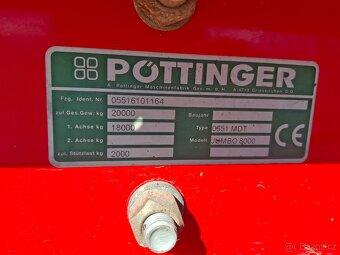 PÖTTINGER
A. Pöttinger Maschinenfabrik Ges. m. b. H. A-4710 Grieskirchen O.Ö.
Fzg. Ident. Nr. 05516101164
zul Ges.Gew. kg 20000 Baujahr
1. Achse kg 18000 Type 0551 MDT
2. Achse kg Modell JUMBO 8000
zul. Stützlast kg 2000
CE